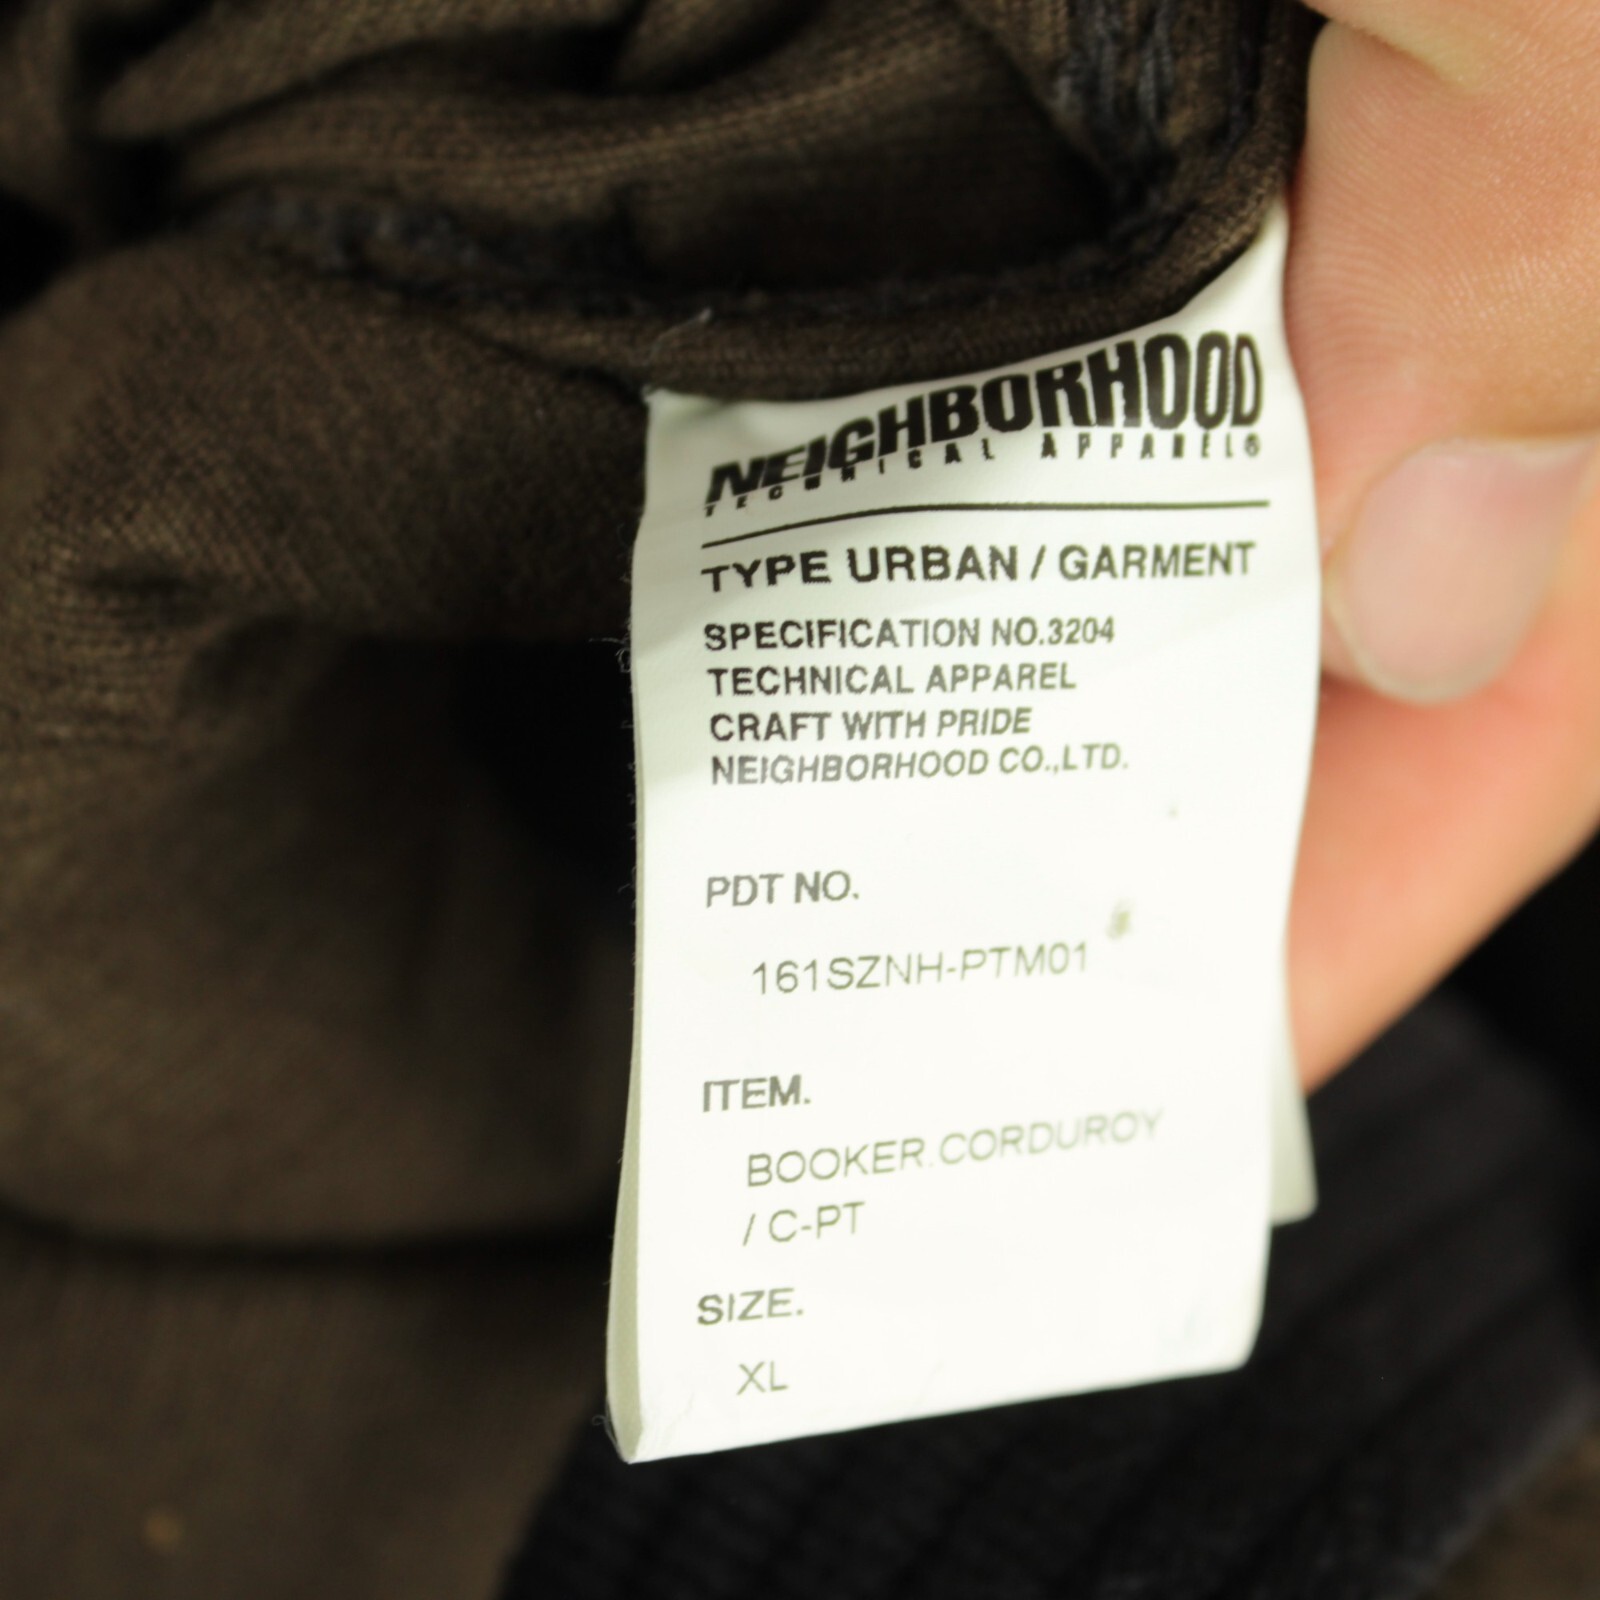 NEIGHBORHOOD
TECHNICAL APPAREL®
TYPE URBAN / GARMENT
SPECIFICATION NO.3204
TECHNICAL APPAREL
CRAFT WITH PRIDE
NEIGHBORHOOD CO.,LTD.
PDT NO.
161SZNH-PTM01
ITEM.
BOOKER.CORDUROY
/ C-PT
SIZE.
XL